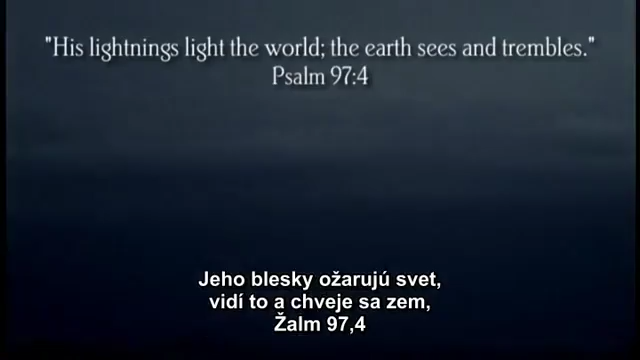 "His lightnings light the world; the earth sees and trembles."
Psalm 97:4
Jeho blesky ožarujú svet,
vidí to a chveje sa zem,
Žalm 97,4